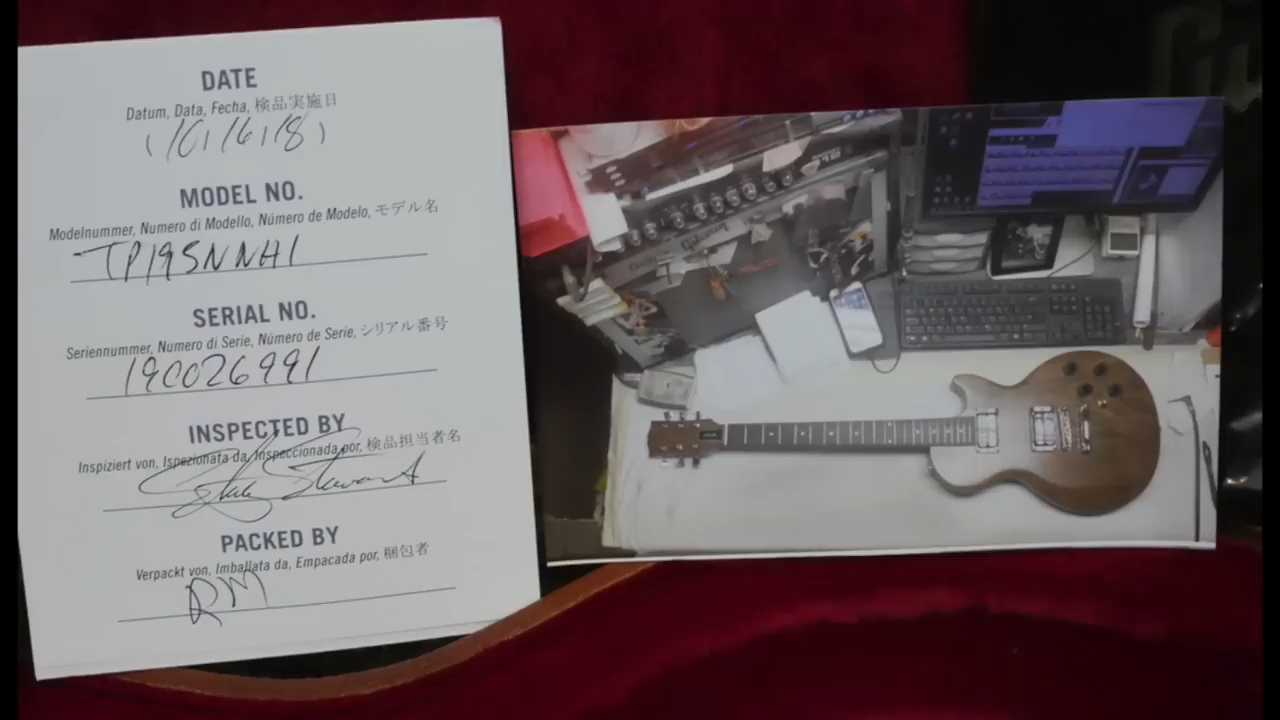 DATE
Datum, Data, Fecha, 検品実施日
10/16/18
MODEL NO.
Modelnummer, Numero di Modello, Número de Modelo, モデル名
TP19SNNH1
SERIAL NO.
Seriennummer, Numero di Serie, Número de Serie, シリアル番号
190026991
INSPECTED BY
Inspiziert von, Ispezionata da, Inspeccionada por, 検品担当者名
PACKED BY
Verpackt von, Imballata da, Empacada por, 梱包者
RM
Gibson